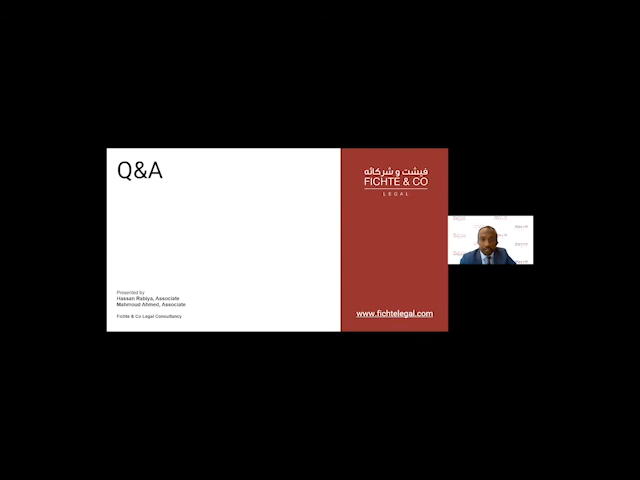 Q&A
Presented by
Hassan Rabiya, Associate
Mahmoud Ahmed, Associate
Fichte & Co Legal Consultancy
فيشت و شركائه
FICHTE & CO
LEGAL
www.fichtelegal.com